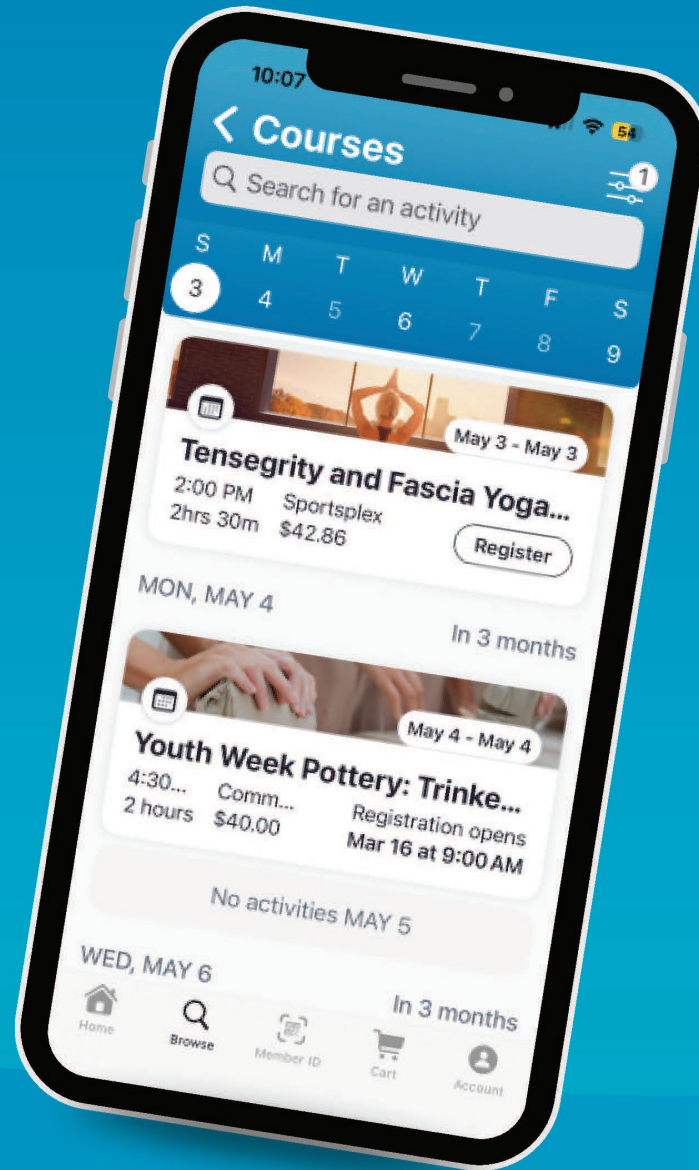 10:07
54
Courses
1
Search for an activity
S M T W T F S
3 4 5 6 7 8 9
May 3 - May 3
Tensegrity and Fascia Yoga...
2:00 PM Sportsplex
2hrs 30m $42.86
Register
MON, MAY 4
In 3 months
May 4 - May 4
Youth Week Pottery: Trinke...
4:30... Comm...
2 hours $40.00
Registration opens
Mar 16 at 9:00 AM
No activities MAY 5
WED, MAY 6
In 3 months
Home Browse Member ID Cart Account